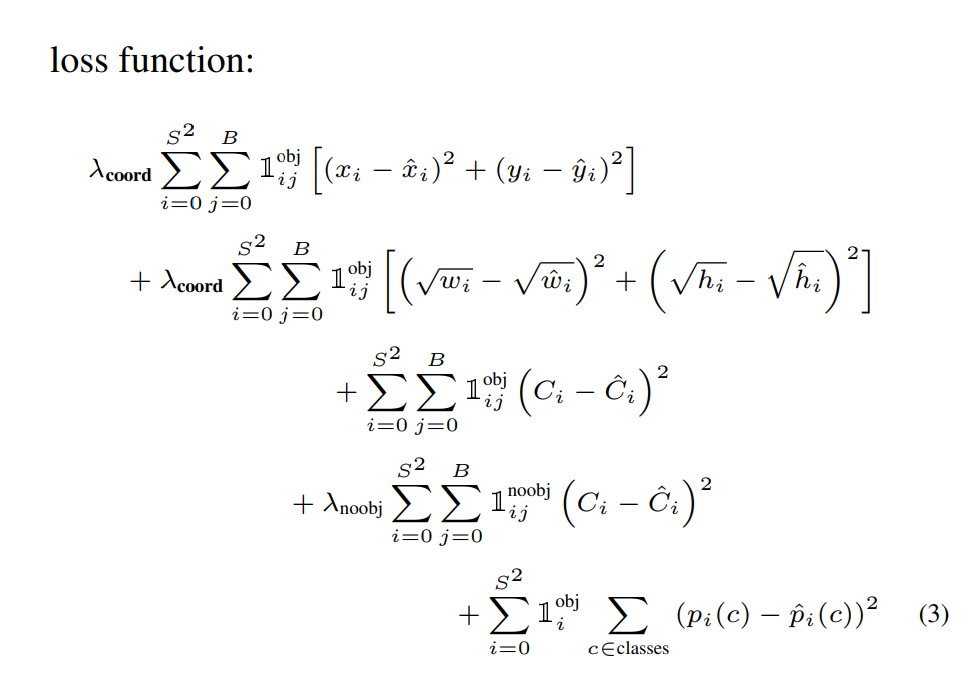 loss function:
$$\lambda_{\textbf{coord}} \sum_{i=0}^{S^2} \sum_{j=0}^{B} \mathbb{1}_{ij}^{\text{obj}} \left[ (x_i - \hat{x}_i)^2 + (y_i - \hat{y}_i)^2 \right]$$
$$+ \lambda_{\textbf{coord}} \sum_{i=0}^{S^2} \sum_{j=0}^{B} \mathbb{1}_{ij}^{\text{obj}} \left[ \left( \sqrt{w_i} - \sqrt{\hat{w}_i} \right)^2 + \left( \sqrt{h_i} - \sqrt{\hat{h}_i} \right)^2 \right]$$
$$+ \sum_{i=0}^{S^2} \sum_{j=0}^{B} \mathbb{1}_{ij}^{\text{obj}} \left( C_i - \hat{C}_i \right)^2$$
$$+ \lambda_{\text{noobj}} \sum_{i=0}^{S^2} \sum_{j=0}^{B} \mathbb{1}_{ij}^{\text{noobj}} \left( C_i - \hat{C}_i \right)^2$$
$$+ \sum_{i=0}^{S^2} \mathbb{1}_{i}^{\text{obj}} \sum_{c \in \text{classes}} (p_i(c) - \hat{p}_i(c))^2 \quad (3)$$